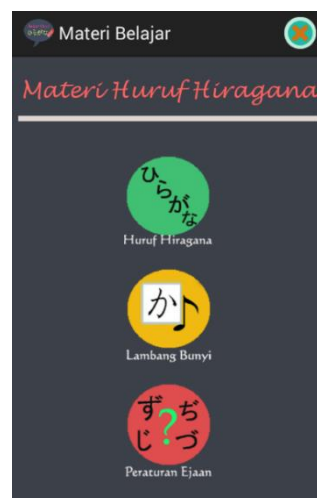 Materi Belajar
Materi Huruf Hiragana
ひらがな
Huruf Hiragana
か
Lambang Bunyi
ず ? ぢ
じ づ
Peraturan Ejaan